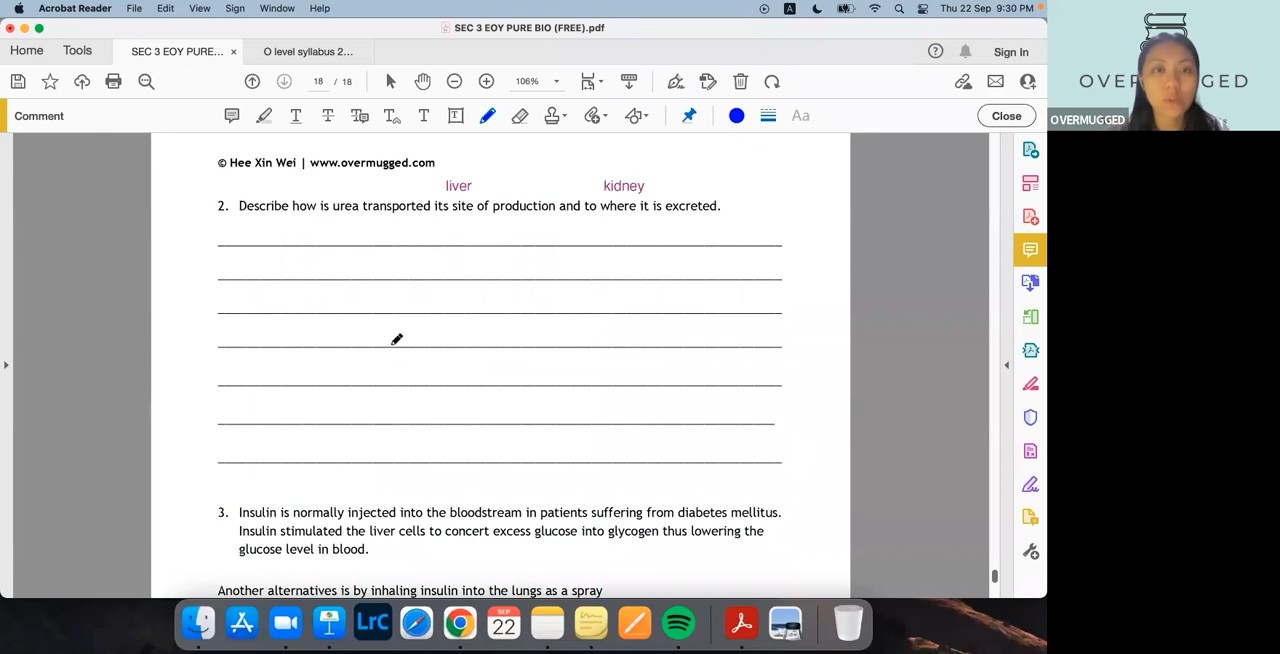 Acrobat Reader File Edit View Sign Window Help
A
Thu 22 Sep 9:30 PM
SEC 3 EOY PURE BIO (FREE).pdf
Home Tools SEC 3 EOY PURE... × O level syllabus 2... Sign In
18 / 18 106%
Comment Aa Close
© Hee Xin Wei | www.overmugged.com
liver kidney
2. Describe how is urea transported its site of production and to where it is excreted.
3. Insulin is normally injected into the bloodstream in patients suffering from diabetes mellitus.
Insulin stimulated the liver cells to concert excess glucose into glycogen thus lowering the
glucose level in blood.
Another alternatives is by inhaling insulin into the lungs as a spray
LrC
SEP
22
OVER GGED
OVERMUGGED